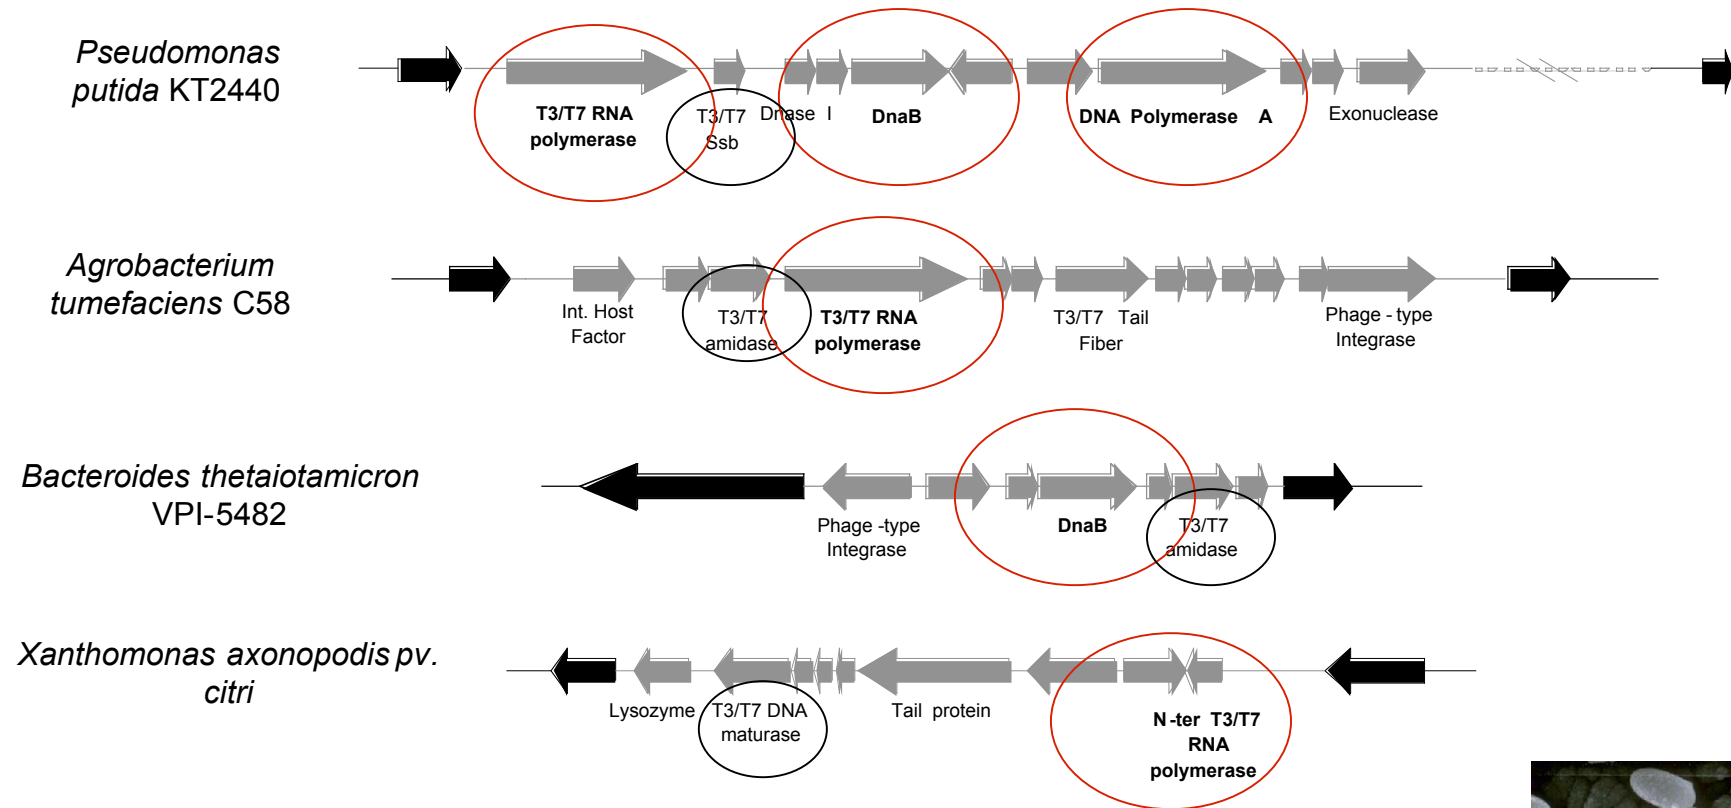 Pseudomonas
putida KT2440
T3/T7 RNA
polymerase
T3/T7
Ssb
Dnase I
DnaB
DNA Polymerase A
Exonuclease
Agrobacterium
tumefaciens C58
Int. Host
Factor
T3/T7
amidase
T3/T7 RNA
polymerase
T3/T7 Tail
Fiber
Phage - type
Integrase
Bacteroides thetaiotamicron
VPI-5482
Phage -type
Integrase
DnaB
T3/T7
amidase
Xanthomonas axonopodis pv.
citri
Lysozyme
T3/T7 DNA
maturase
Tail protein
N -ter T3/T7
RNA
polymerase